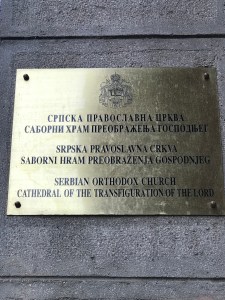 СРПСКА ПРАВОСЛАВНА ЦРКВА
САБОРНИ ХРАМ ПРЕОБРАЖЕЊА ГОСПОДЊЕГ
SRPSKA PRAVOSLAVNA CRKVA
SABORNI HRAM PREOBRAŽENJA GOSPODNJEG
SERBIAN ORTHODOX CHURCH
CATHEDRAL OF THE TRANSFIGURATION OF THE LORD